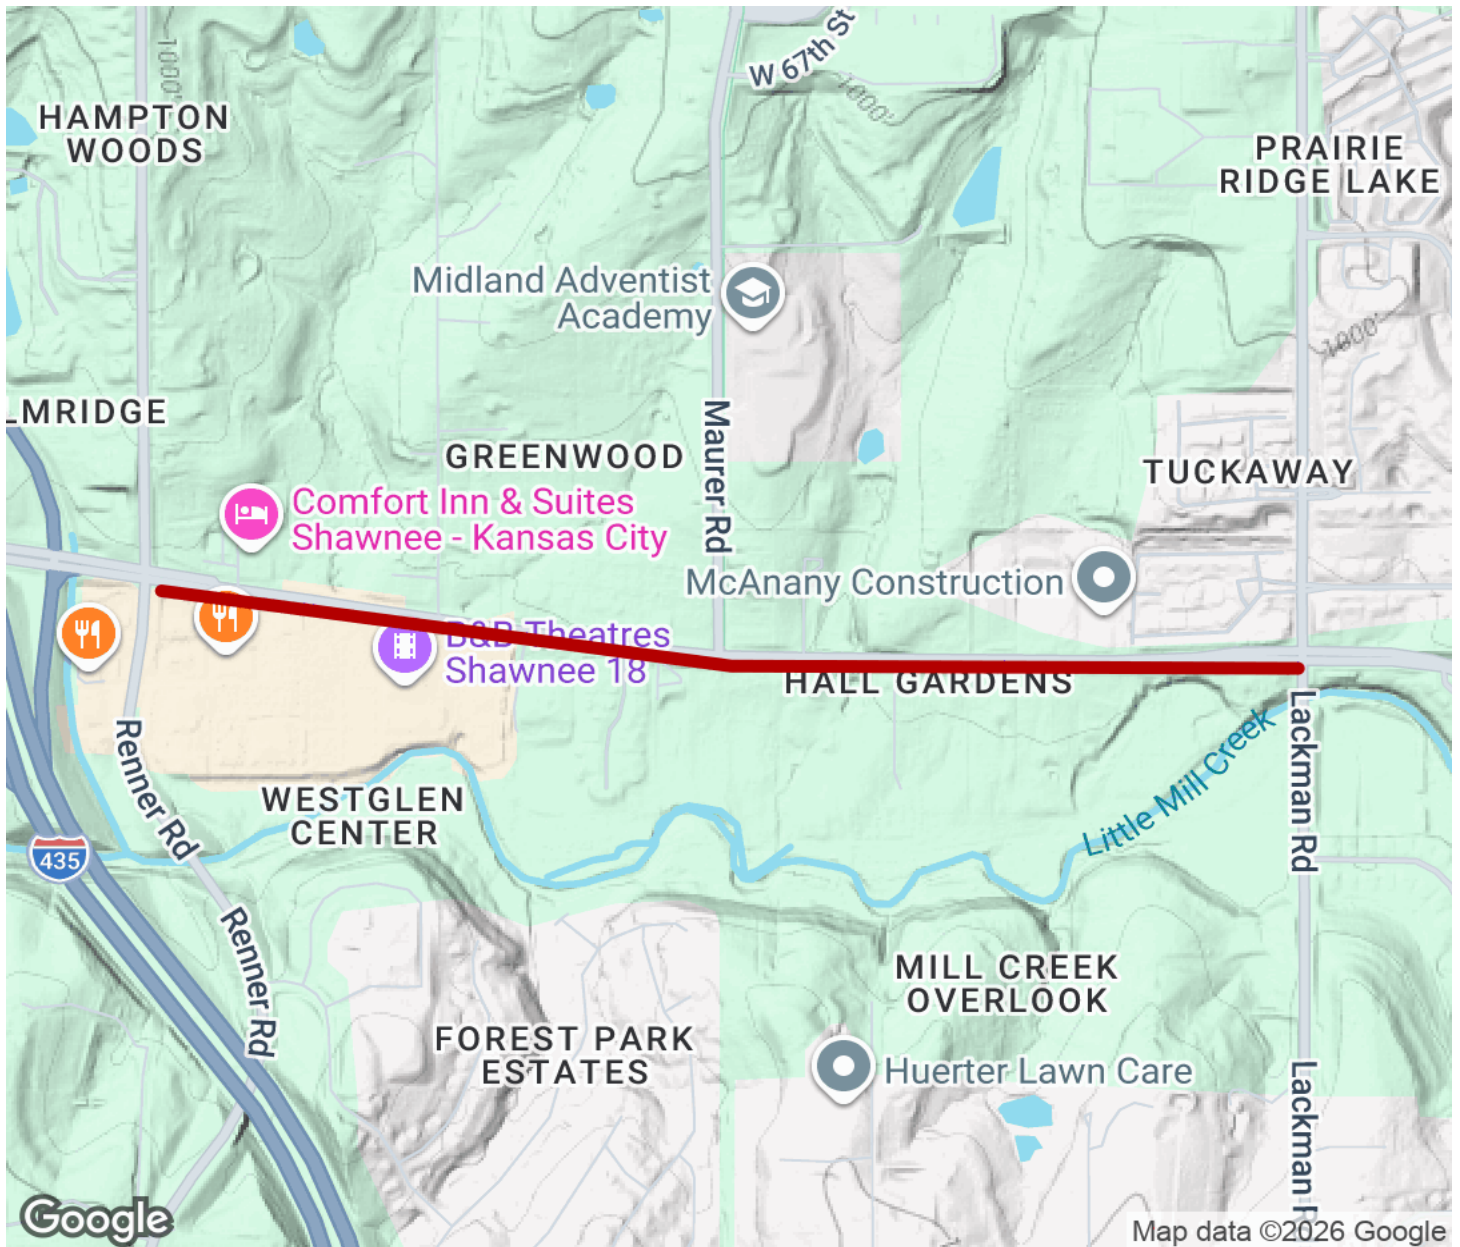 W 67th St
1000'
1000'
HAMPTON
WOODS
PRAIRIE
RIDGE LAKE
Midland Adventist
Academy
1000'
LMRIDGE
Maurer Rd
GREENWOOD
TUCKAWAY
Comfort Inn & Suites
Shawnee - Kansas City
McAnany Construction
B&B Theatres
Shawnee 18
HALL GARDENS
Renner Rd
Lackman Rd
Little Mill Creek
WESTGLEN
CENTER
435
Renner Rd
MILL CREEK
OVERLOOK
FOREST PARK
ESTATES
Huerter Lawn Care
Lackman R
Google
Map data ©2026 Google